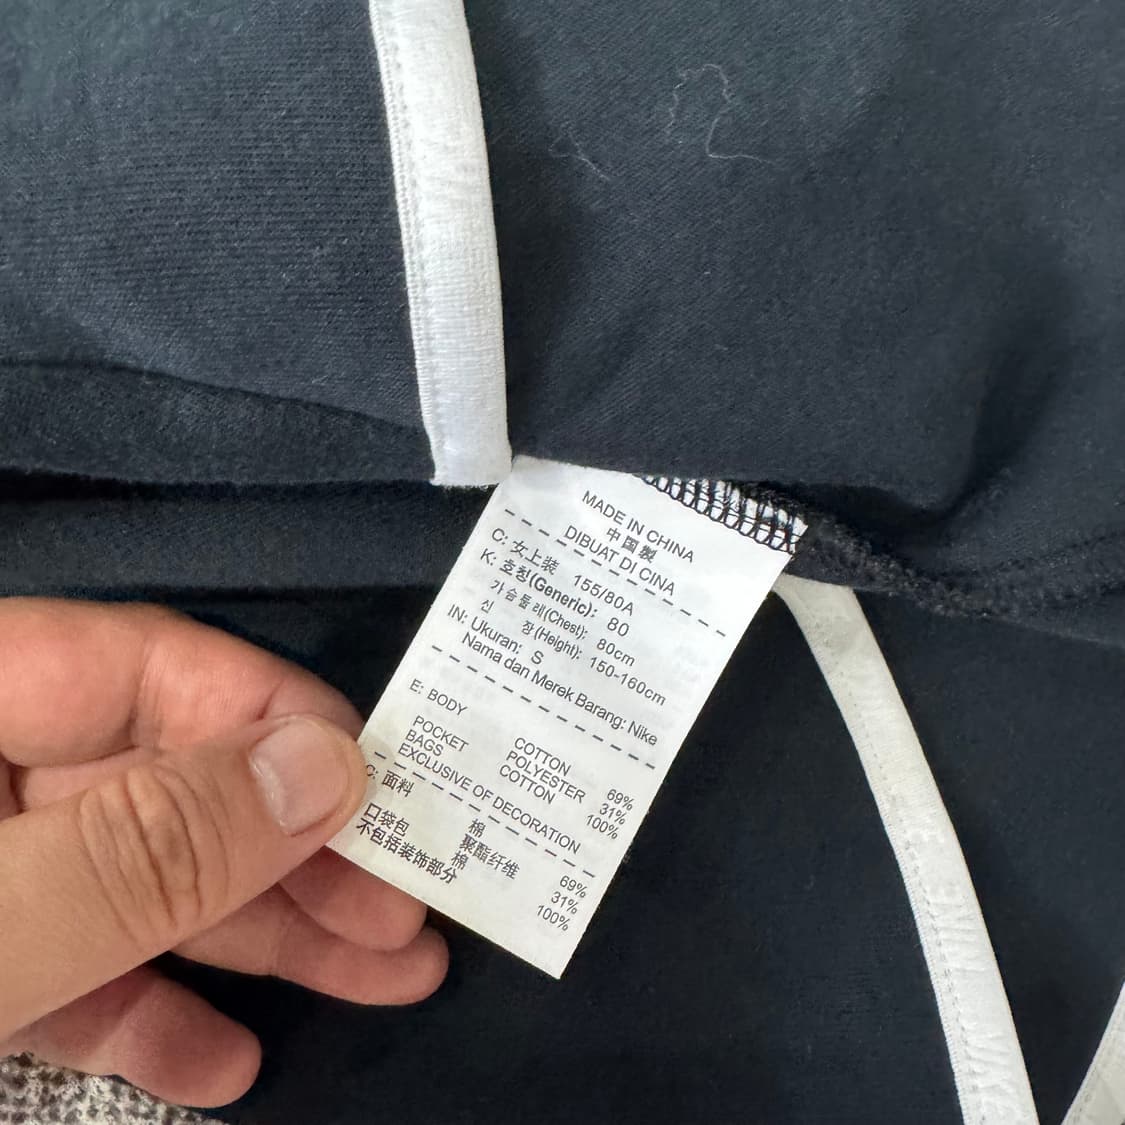 MADE IN CHINA
中国製
DIBUAT DI CINA
C: 女上装 155/80A
K: 호칭(Generic): 80
가슴둘레(Chest): 80cm
신 장(Height): 150~160cm
IN: Ukuran: S
Nama dan Merek Barang: Nike
E: BODY COTTON 69%
POLYESTER 31%
POCKET BAGS COTTON 100%
EXCLUSIVE OF DECORATION
C: 面料 棉 69%
聚酯纤维 31%
口袋包 棉 100%
不包括装饰部分